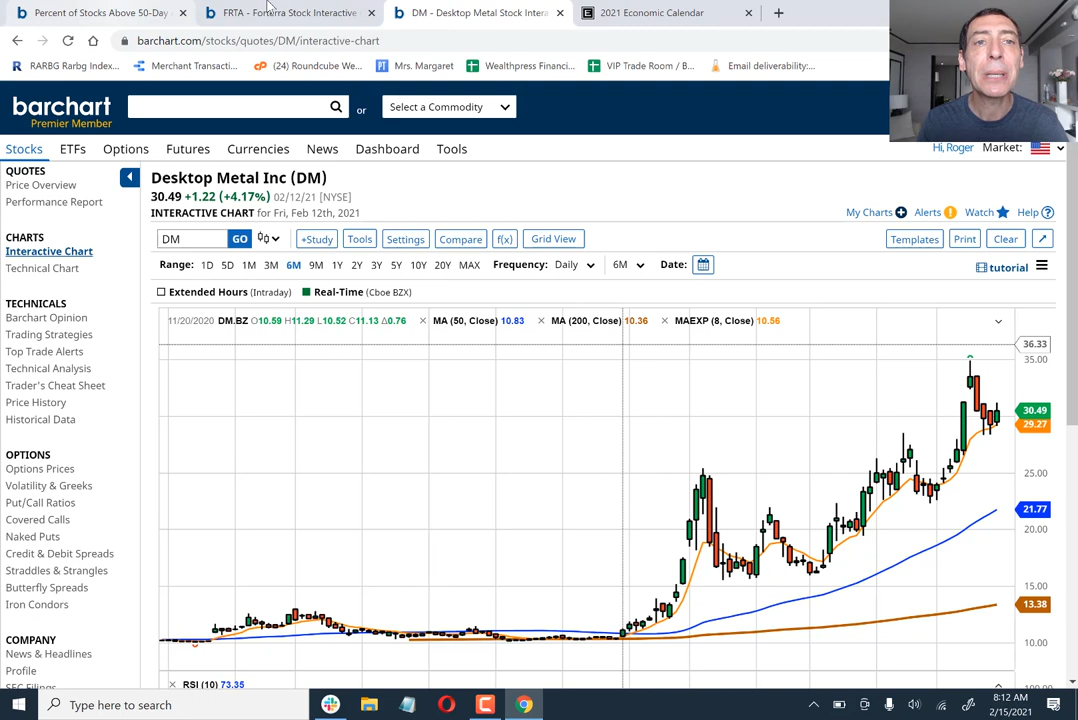 Percent of Stocks Above 50-Day
FRTA - Forterra Stock Interactive
DM - Desktop Metal Stock Intera
2021 Economic Calendar
barchart.com/stocks/quotes/DM/interactive-chart
RARBG Rarbg Index...
Merchant Transacti...
(24) Roundcube We...
Mrs. Margaret
Wealthpress Financi...
VIP Trade Room / B...
Email deliverability:...
barchart
Premier Member
or
Select a Commodity
Stocks ETFs Options Futures Currencies News Dashboard Tools
Hi, Roger Market:
QUOTES
Price Overview
Performance Report
CHARTS
Interactive Chart
Technical Chart
TECHNICALS
Barchart Opinion
Trading Strategies
Top Trade Alerts
Technical Analysis
Trader's Cheat Sheet
Price History
Historical Data
OPTIONS
Options Prices
Volatility & Greeks
Put/Call Ratios
Covered Calls
Naked Puts
Credit & Debit Spreads
Straddles & Strangles
Butterfly Spreads
Iron Condors
COMPANY
News & Headlines
Profile
SEC Filings
Desktop Metal Inc (DM)
30.49 +1.22 (+4.17%) 02/12/21 [NYSE]
INTERACTIVE CHART for Fri, Feb 12th, 2021
My Charts Alerts Watch Help
DM GO +Study Tools Settings Compare f(x) Grid View Templates Print Clear
Range: 1D 5D 1M 3M 6M 9M 1Y 2Y 3Y 5Y 10Y 20Y MAX Frequency: Daily 6M Date:
tutorial
Extended Hours (Intraday) Real-Time (Cboe BZX)
11/20/2020 DM.BZ O10.59 H11.29 L10.52 C11.13 Δ0.76 MA (50, Close) 10.83 MA (200, Close) 10.36 MAEXP (8, Close) 10.56
36.33
35.00
30.49
29.27
25.00
21.77
20.00
15.00
13.38
10.00
RSI (10) 73.35
100.00
Type here to search
8:12 AM
2/15/2021